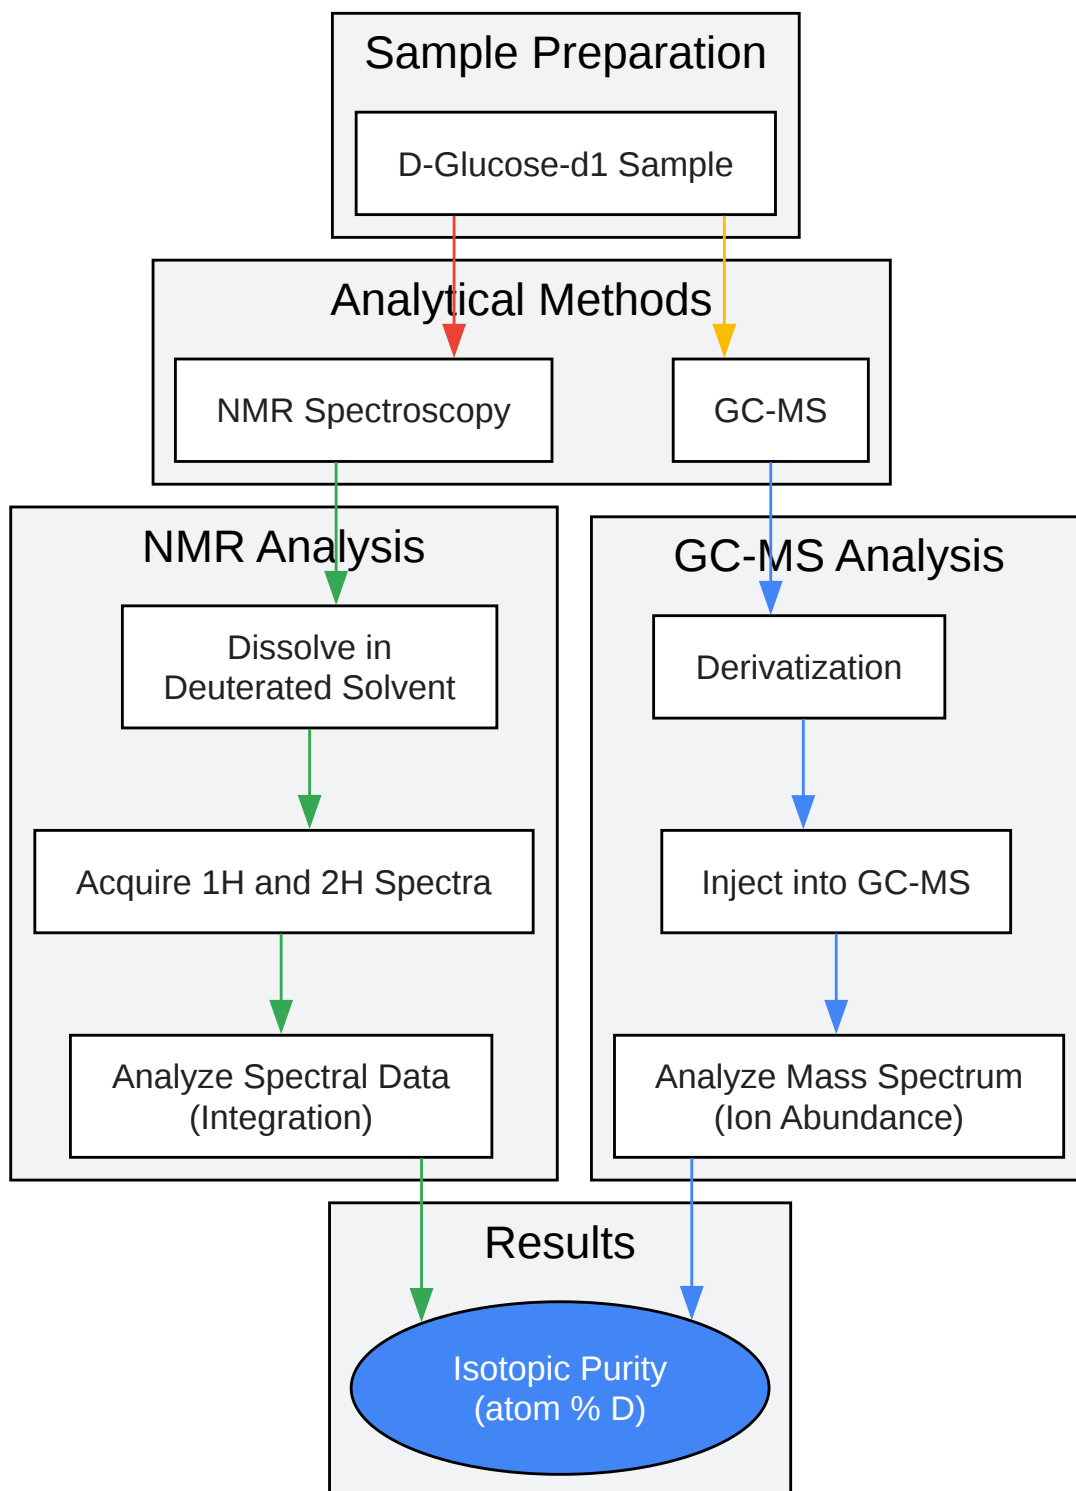 Sample Preparation
D-Glucose-d1 Sample
Analytical Methods
NMR Spectroscopy
GC-MS
NMR Analysis
GC-MS Analysis
Dissolve in
Deuterated Solvent
Derivatization
Acquire 1H and 2H Spectra
Inject into GC-MS
Analyze Spectral Data
(Integration)
Analyze Mass Spectrum
(Ion Abundance)
Results
Isotopic Purity
(atom % D)